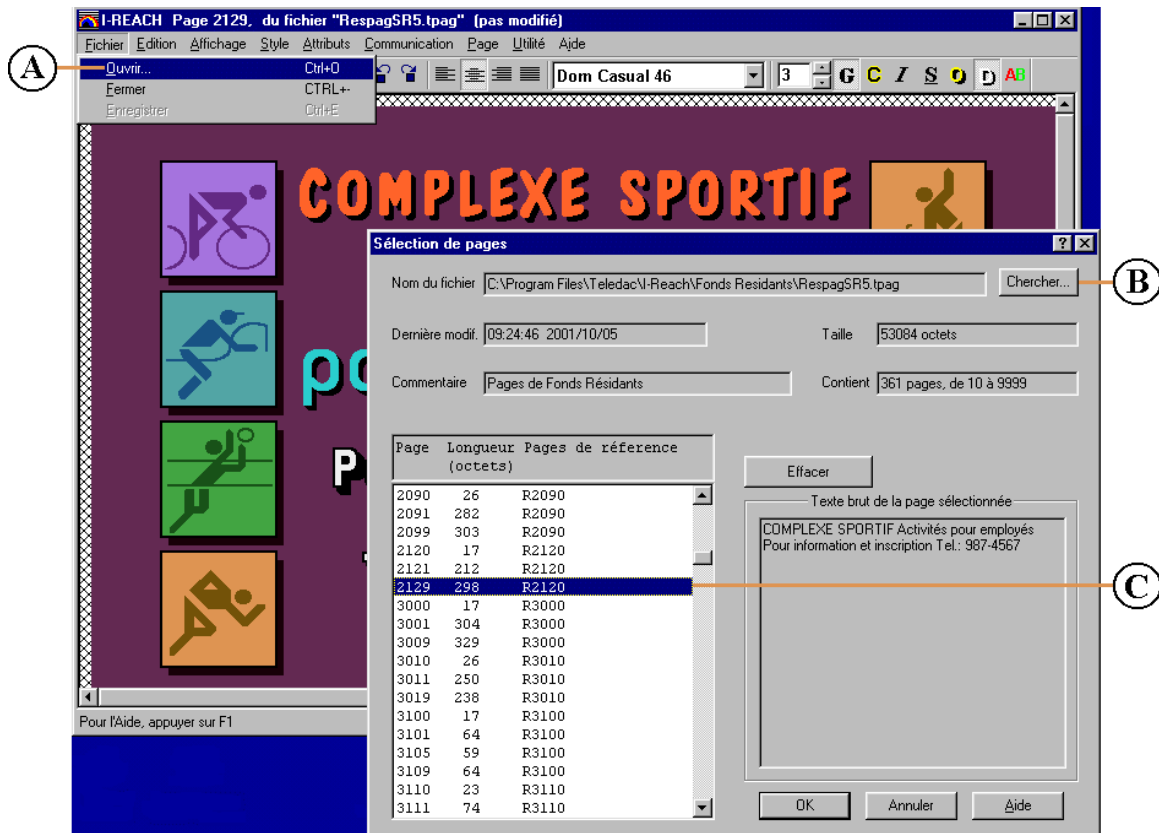 I-REACH Page 2129, du fichier "RespagSR5.tpag" (pas modifié)
Fichier Edition Affichage Style Attributs Communication Page Utilité Aide
A
Ouvrir... Ctrl+O
Fermer CTRL+-
Enregistrer Ctrl+E
Dom Casual 46 3 G C I S D D AB
COMPLEXE SPORTIF
po
P
Sélection de pages
Nom du fichier C:\Program Files\Teledac\I-Reach\Fonds Residants\RespagSR5.tpag Chercher...
B
Dernière modif. 09:24:46 2001/10/05 Taille 53084 octets
Commentaire Pages de Fonds Résidants Contient 361 pages, de 10 à 9999
Page Longueur Pages de réference
(octets)
Effacer
Texte brut de la page sélectionnée
COMPLEXE SPORTIF Activités pour employés
Pour information et inscription Tel.: 987-4567
2090 26 R2090
2091 282 R2090
2099 303 R2090
2120 17 R2120
2121 212 R2120
2129 298 R2120
C
3000 17 R3000
3001 304 R3000
3009 329 R3000
3010 26 R3010
3011 250 R3010
3019 238 R3010
3100 17 R3100
3101 64 R3100
3105 59 R3100
3109 64 R3100
3110 23 R3110
3111 74 R3110
OK Annuler Aide
Pour l'Aide, appuyer sur F1